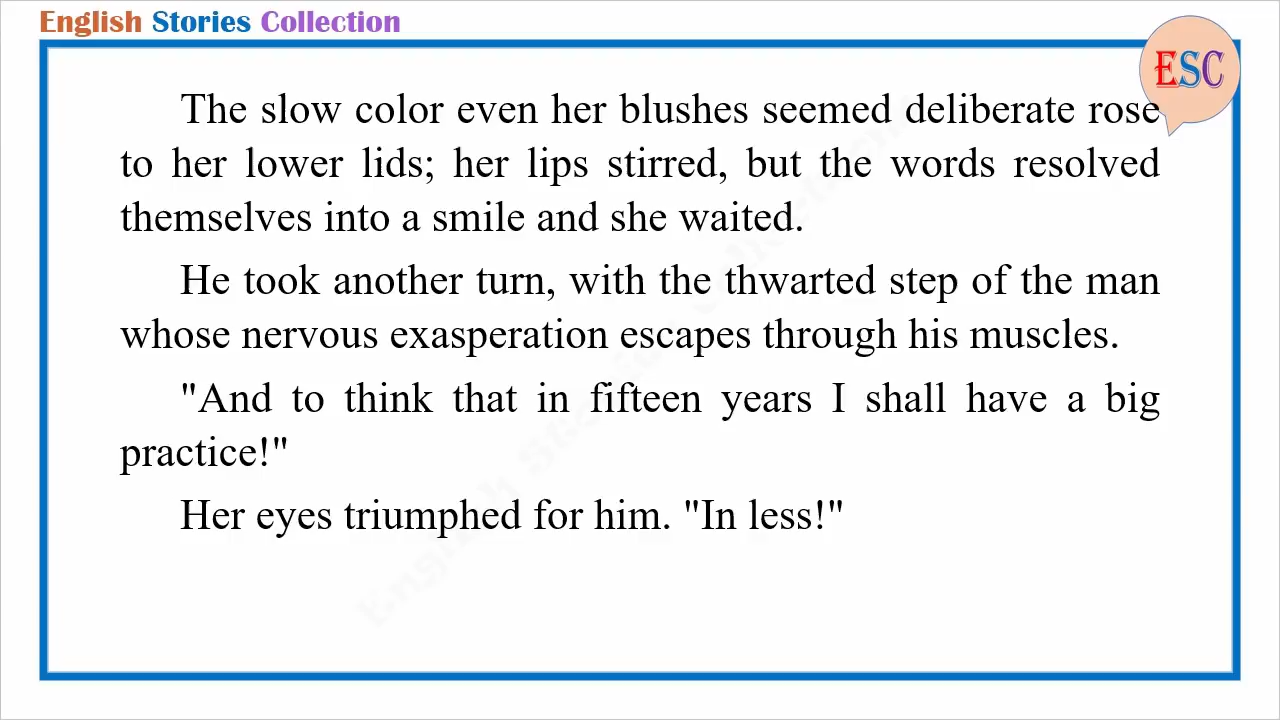 English Stories Collection
ESC
The slow color even her blushes seemed deliberate rose
to her lower lids; her lips stirred, but the words resolved
themselves into a smile and she waited.
He took another turn, with the thwarted step of the man
whose nervous exasperation escapes through his muscles.
"And to think that in fifteen years I shall have a big
practice!"
Her eyes triumphed for him. "In less!"
English Stories Collection